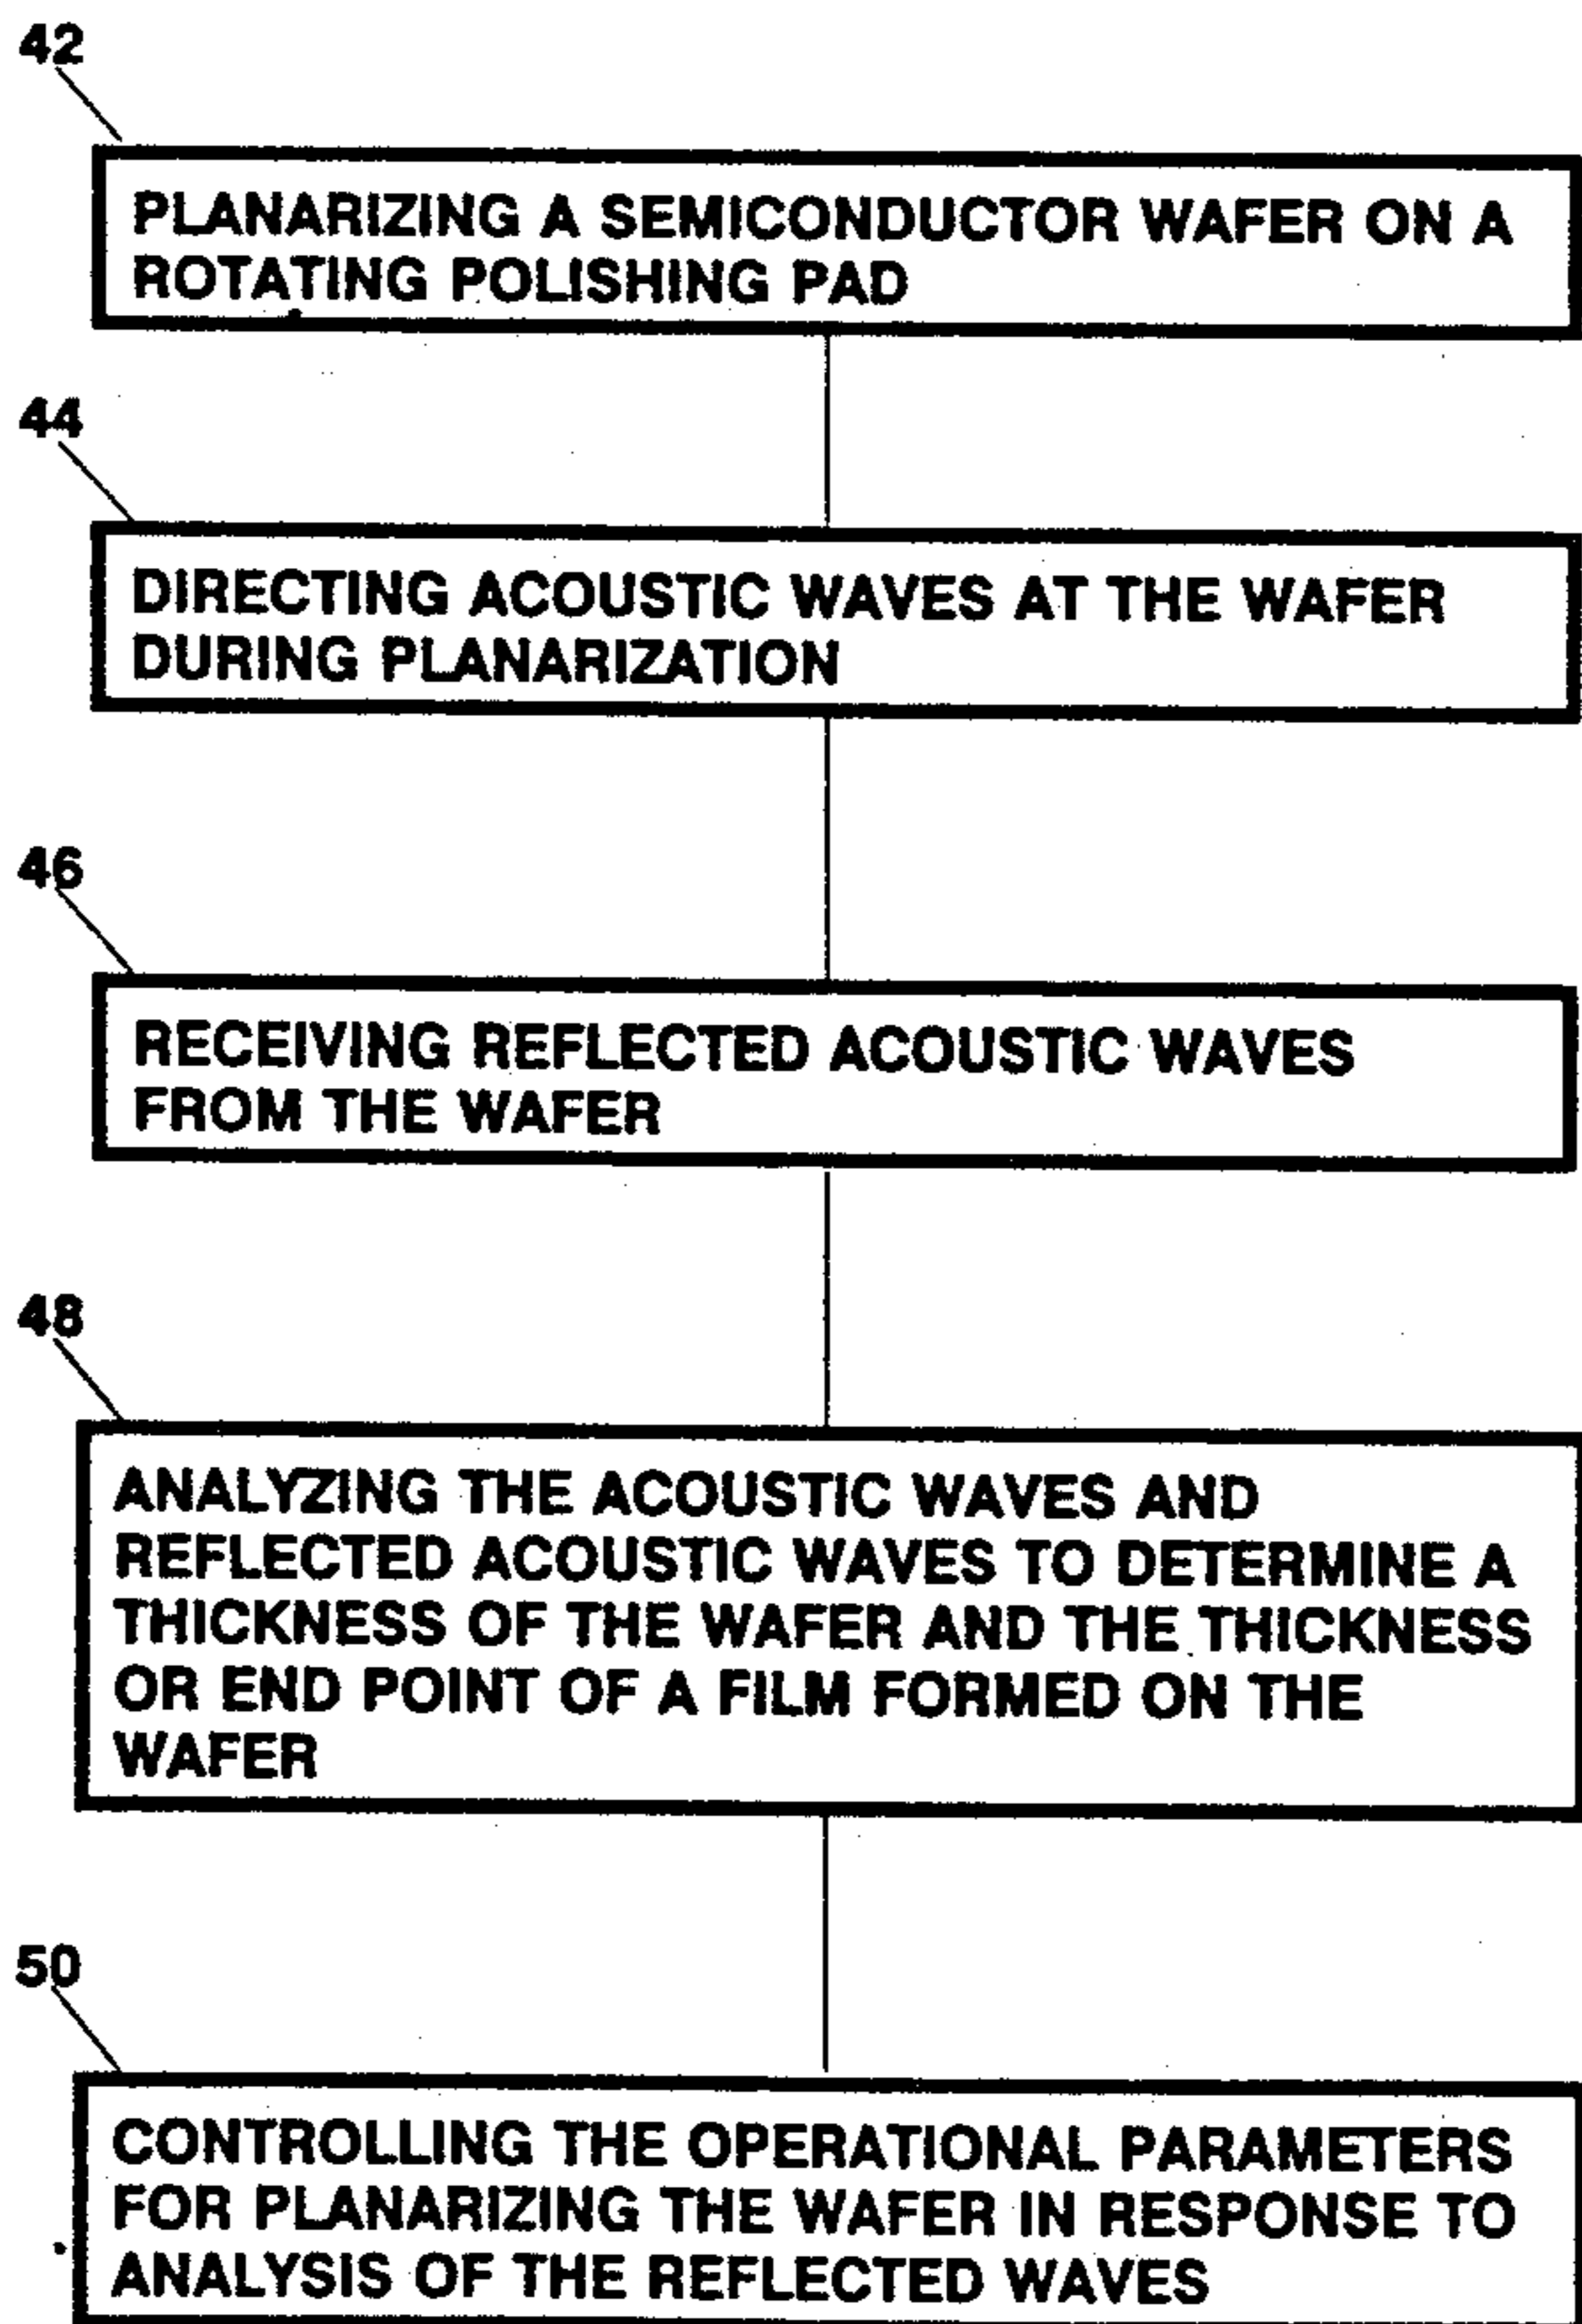 42
PLANARIZING A SEMICONDUCTOR WAFER ON A
ROTATING POLISHING PAD
44
DIRECTING ACOUSTIC WAVES AT THE WAFER
DURING PLANARIZATION
46
RECEIVING REFLECTED ACOUSTIC WAVES
FROM THE WAFER
48
ANALYZING THE ACOUSTIC WAVES AND
REFLECTED ACOUSTIC WAVES TO DETERMINE A
THICKNESS OF THE WAFER AND THE THICKNESS
OR END POINT OF A FILM FORMED ON THE
WAFER
50
CONTROLLING THE OPERATIONAL PARAMETERS
FOR PLANARIZING THE WAFER IN RESPONSE TO
ANALYSIS OF THE REFLECTED WAVES